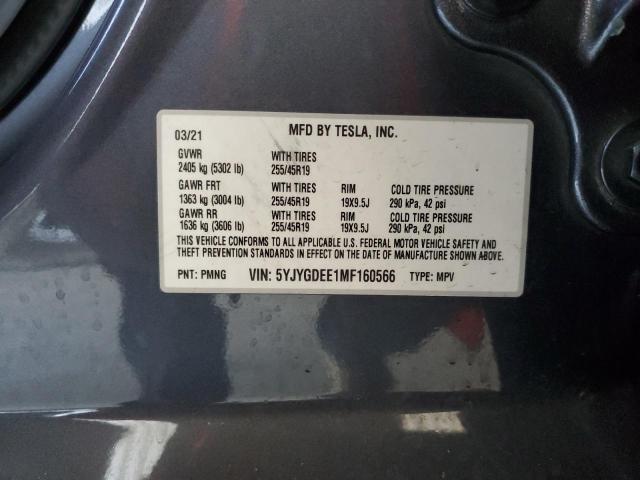 03/21 MFD BY TESLA, INC.
GVWR WITH TIRES
2405 kg (5302 lb) 255/45R19
GAWR FRT WITH TIRES RIM COLD TIRE PRESSURE
1363 kg (3004 lb) 255/45R19 19X9.5J 290 kPa, 42 psi
GAWR RR WITH TIRES RIM COLD TIRE PRESSURE
1636 kg (3606 lb) 255/45R19 19X9.5J 290 kPa, 42 psi
THIS VEHICLE CONFORMS TO ALL APPLICABLE U.S. FEDERAL MOTOR VEHICLE SAFETY AND
THEFT PREVENTION STANDARDS IN EFFECT ON THE DATE OF MANUFACTURE SHOWN ABOVE.
PNT: PMNG VIN: 5YJYGDEE1MF160566 TYPE: MPV